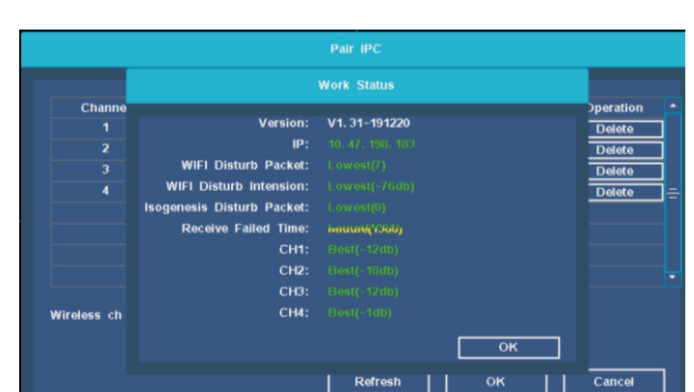 Pair IPC
Work Status
Channe
Operation
Version: V1.31-191220
1
Delete
IP: 10.47.190.103
2
Delete
WIFI Disturb Packet: Lowest(7)
3
Delete
WIFI Disturb Intension: Lowest(-76db)
4
Delete
Isogenesis Disturb Packet: Lowest(0)
Receive Failed Time: Middle(1300)
CH1: Best(-12db)
CH2: Best(-10db)
CH3: Best(-12db)
Wireless ch
CH4: Best(-1db)
OK
Refresh
OK
Cancel